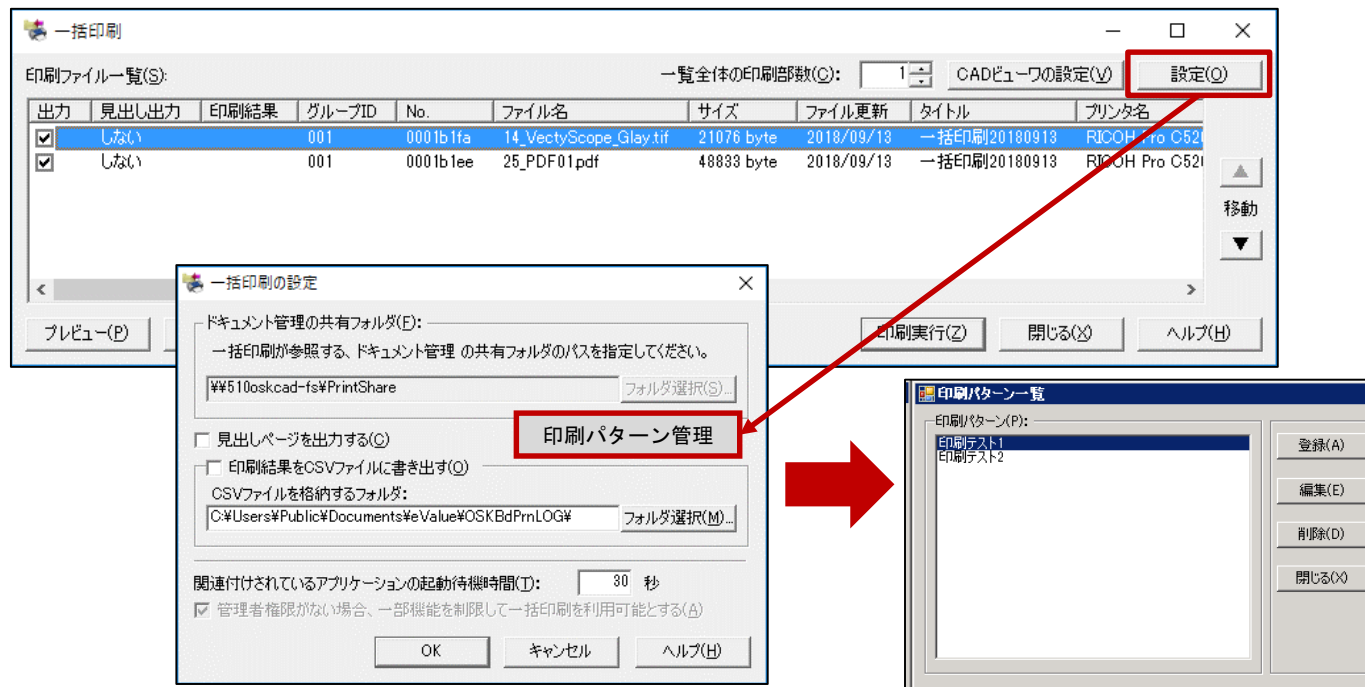 一括印刷
印刷ファイル一覧(S):
一覧全体の印刷部数(C): 1 CADビューワの設定(V) 設定(O)
出力 見出し出力 印刷結果 グループID No. ファイル名 サイズ ファイル更新 タイトル プリンタ名
しない 001 0001b1fa 14_VectyScope_Glay.tif 21076 byte 2018/09/13 一括印刷20180913 RICOH Pro C520
しない 001 0001b1ee 25_PDF01.pdf 48833 byte 2018/09/13 一括印刷20180913 RICOH Pro C520
移動
プレビュー(P) 印刷実行(Z) 閉じる(X) ヘルプ(H)
一括印刷の設定
ドキュメント管理の共有フォルダ(F):
一括印刷が参照する、ドキュメント管理 の共有フォルダのパスを指定してください。
¥¥510oskcad-fs¥PrintShare フォルダ選択(S)...
見出しページを出力する(C)
印刷パターン管理
印刷結果をCSVファイルに書き出す(O)
CSVファイルを格納するフォルダ:
C:¥Users¥Public¥Documents¥eValue¥OSKBdPrnLOG¥ フォルダ選択(M)...
関連付けされているアプリケーションの起動待機時間(T): 30 秒
管理者権限がない場合、一部機能を制限して一括印刷を利用可能とする(A)
OK キャンセル ヘルプ(H)
印刷パターン一覧
印刷パターン(P):
印刷テスト1
印刷テスト2
登録(A)
編集(E)
削除(D)
閉じる(X)